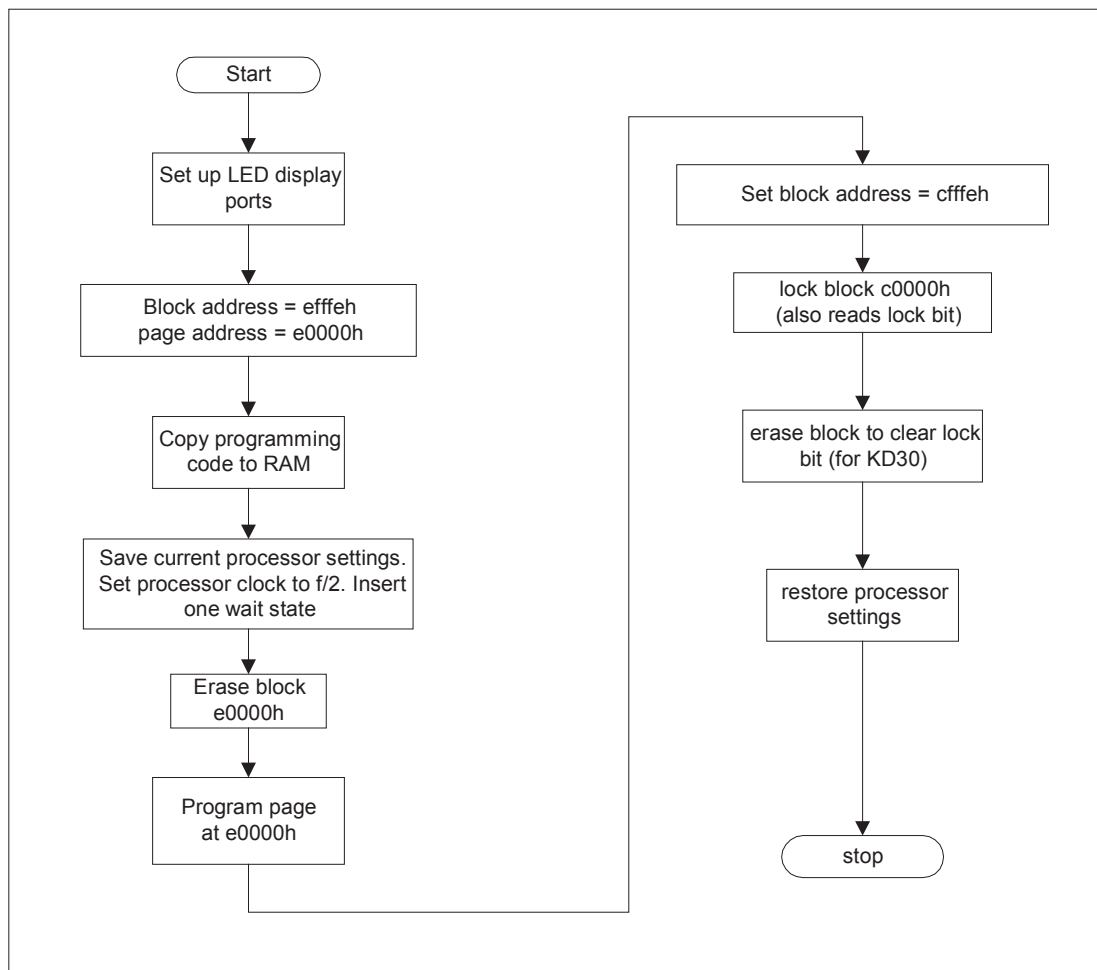 Start
Set up LED display
ports
Block address = efffeh
page address = e0000h
Copy programming
code to RAM
Save current processor settings.
Set processor clock to f/2. Insert
one wait state
Erase block
e0000h
Program page
at e0000h
Set block address = cfffeh
lock block c0000h
(also reads lock bit)
erase block to clear lock
bit (for KD30)
restore processor
settings
stop